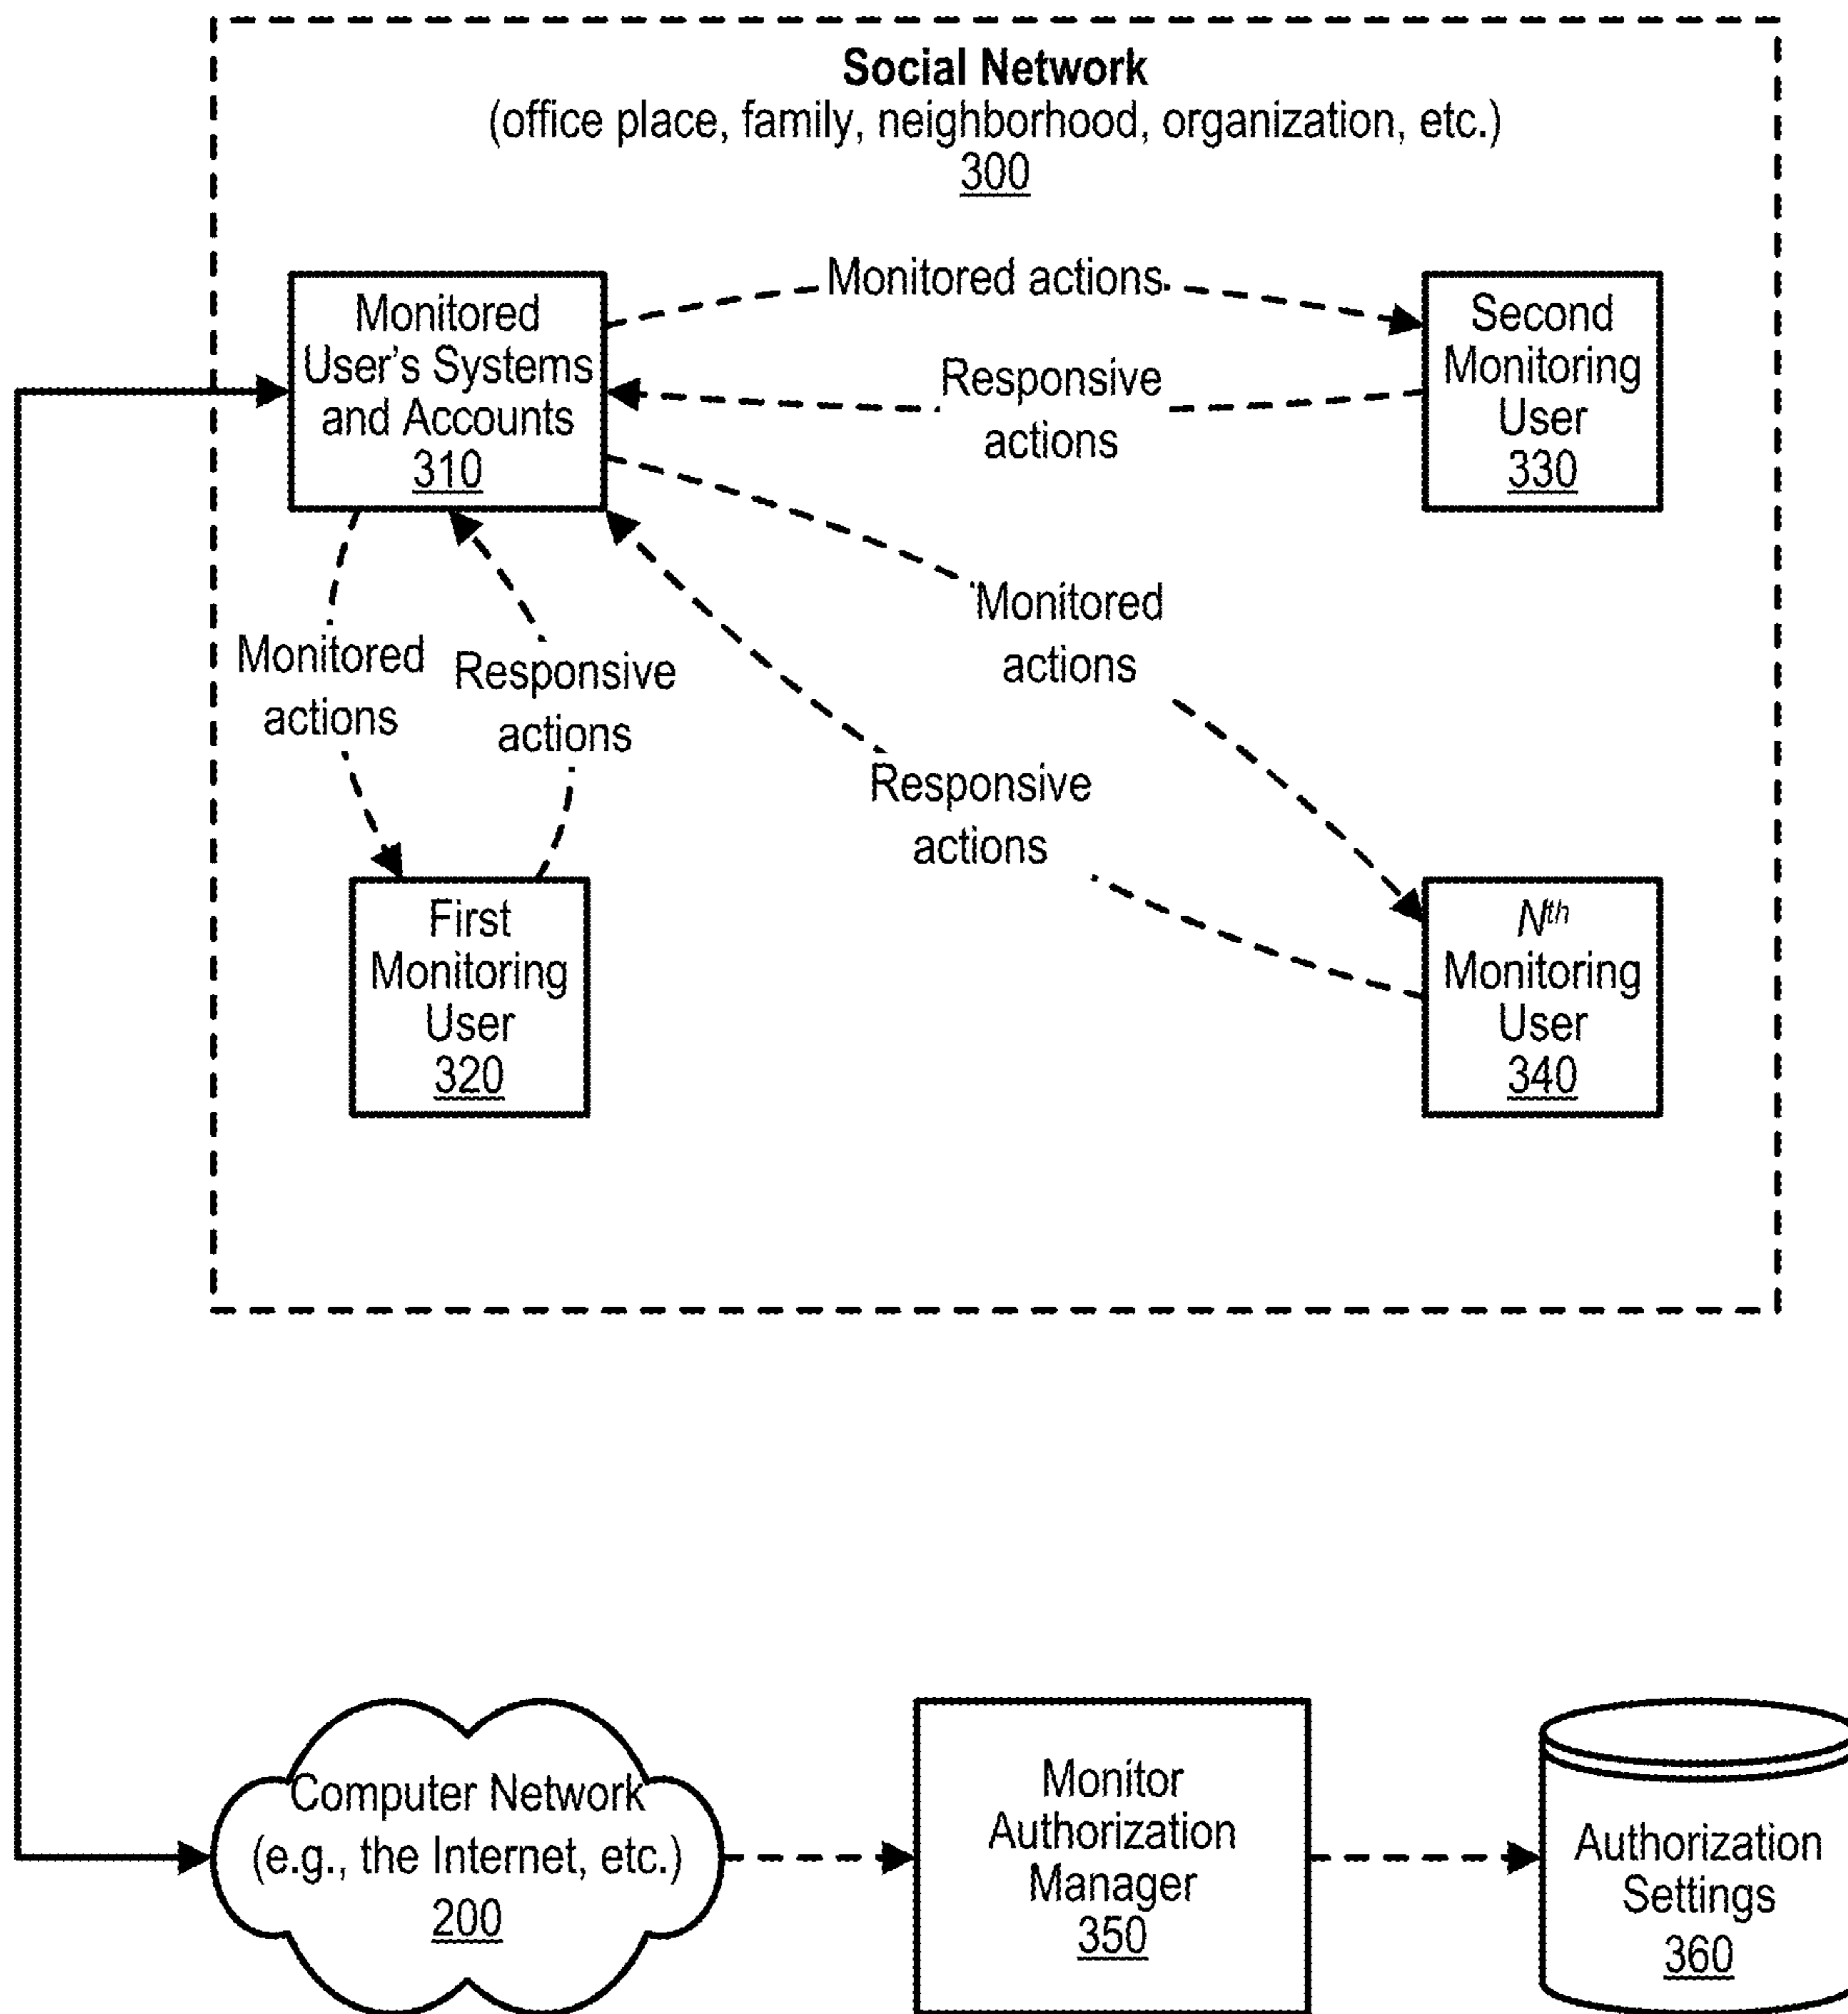 Social Network
(office place, family, neighborhood, organization, etc.)
300
Monitored
User's Systems
and Accounts
310
Monitored actions
Responsive
actions
Second
Monitoring
User
330
Monitored
actions
Responsive
actions
Monitored
actions
Responsive
actions
First
Monitoring
User
320
Nth
Monitoring
User
340
Computer Network
(e.g., the Internet, etc.)
200
Monitor
Authorization
Manager
350
Authorization
Settings
360